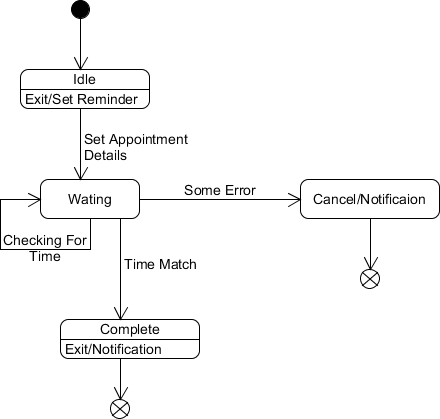 Idle
Exit/Set Reminder
Set Appointment
Details
Wating
Some Error
Cancel/Notificaion
Checking For
Time
Time Match
Complete
Exit/Notification